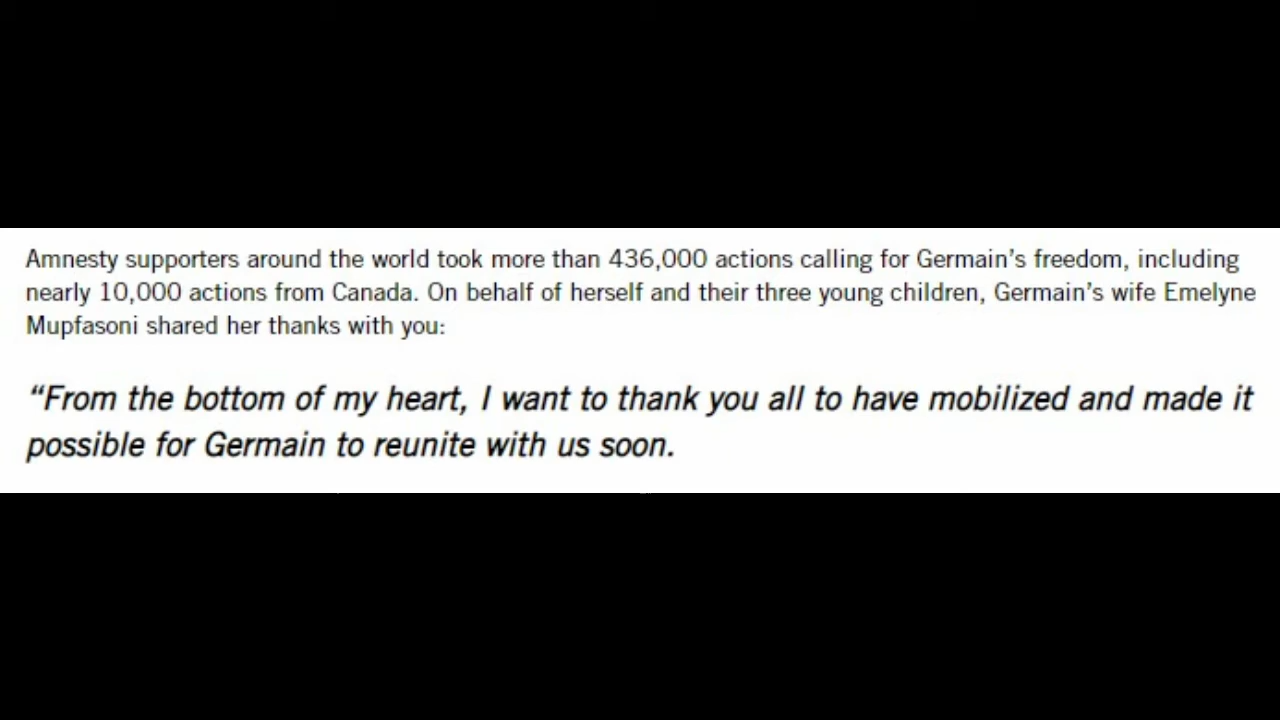 Amnesty supporters around the world took more than 436,000 actions calling for Germain’s freedom, including
nearly 10,000 actions from Canada. On behalf of herself and their three young children, Germain’s wife Emelyne
Mupfasoni shared her thanks with you:
“From the bottom of my heart, I want to thank you all to have mobilized and made it
possible for Germain to reunite with us soon.